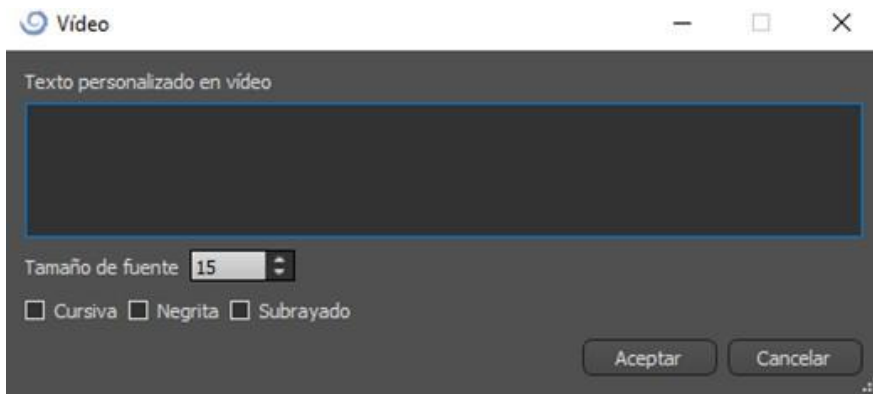 Vídeo
Texto personalizado en vídeo
Tamaño de fuente 15
Cursiva Negrita Subrayado
Aceptar Cancelar